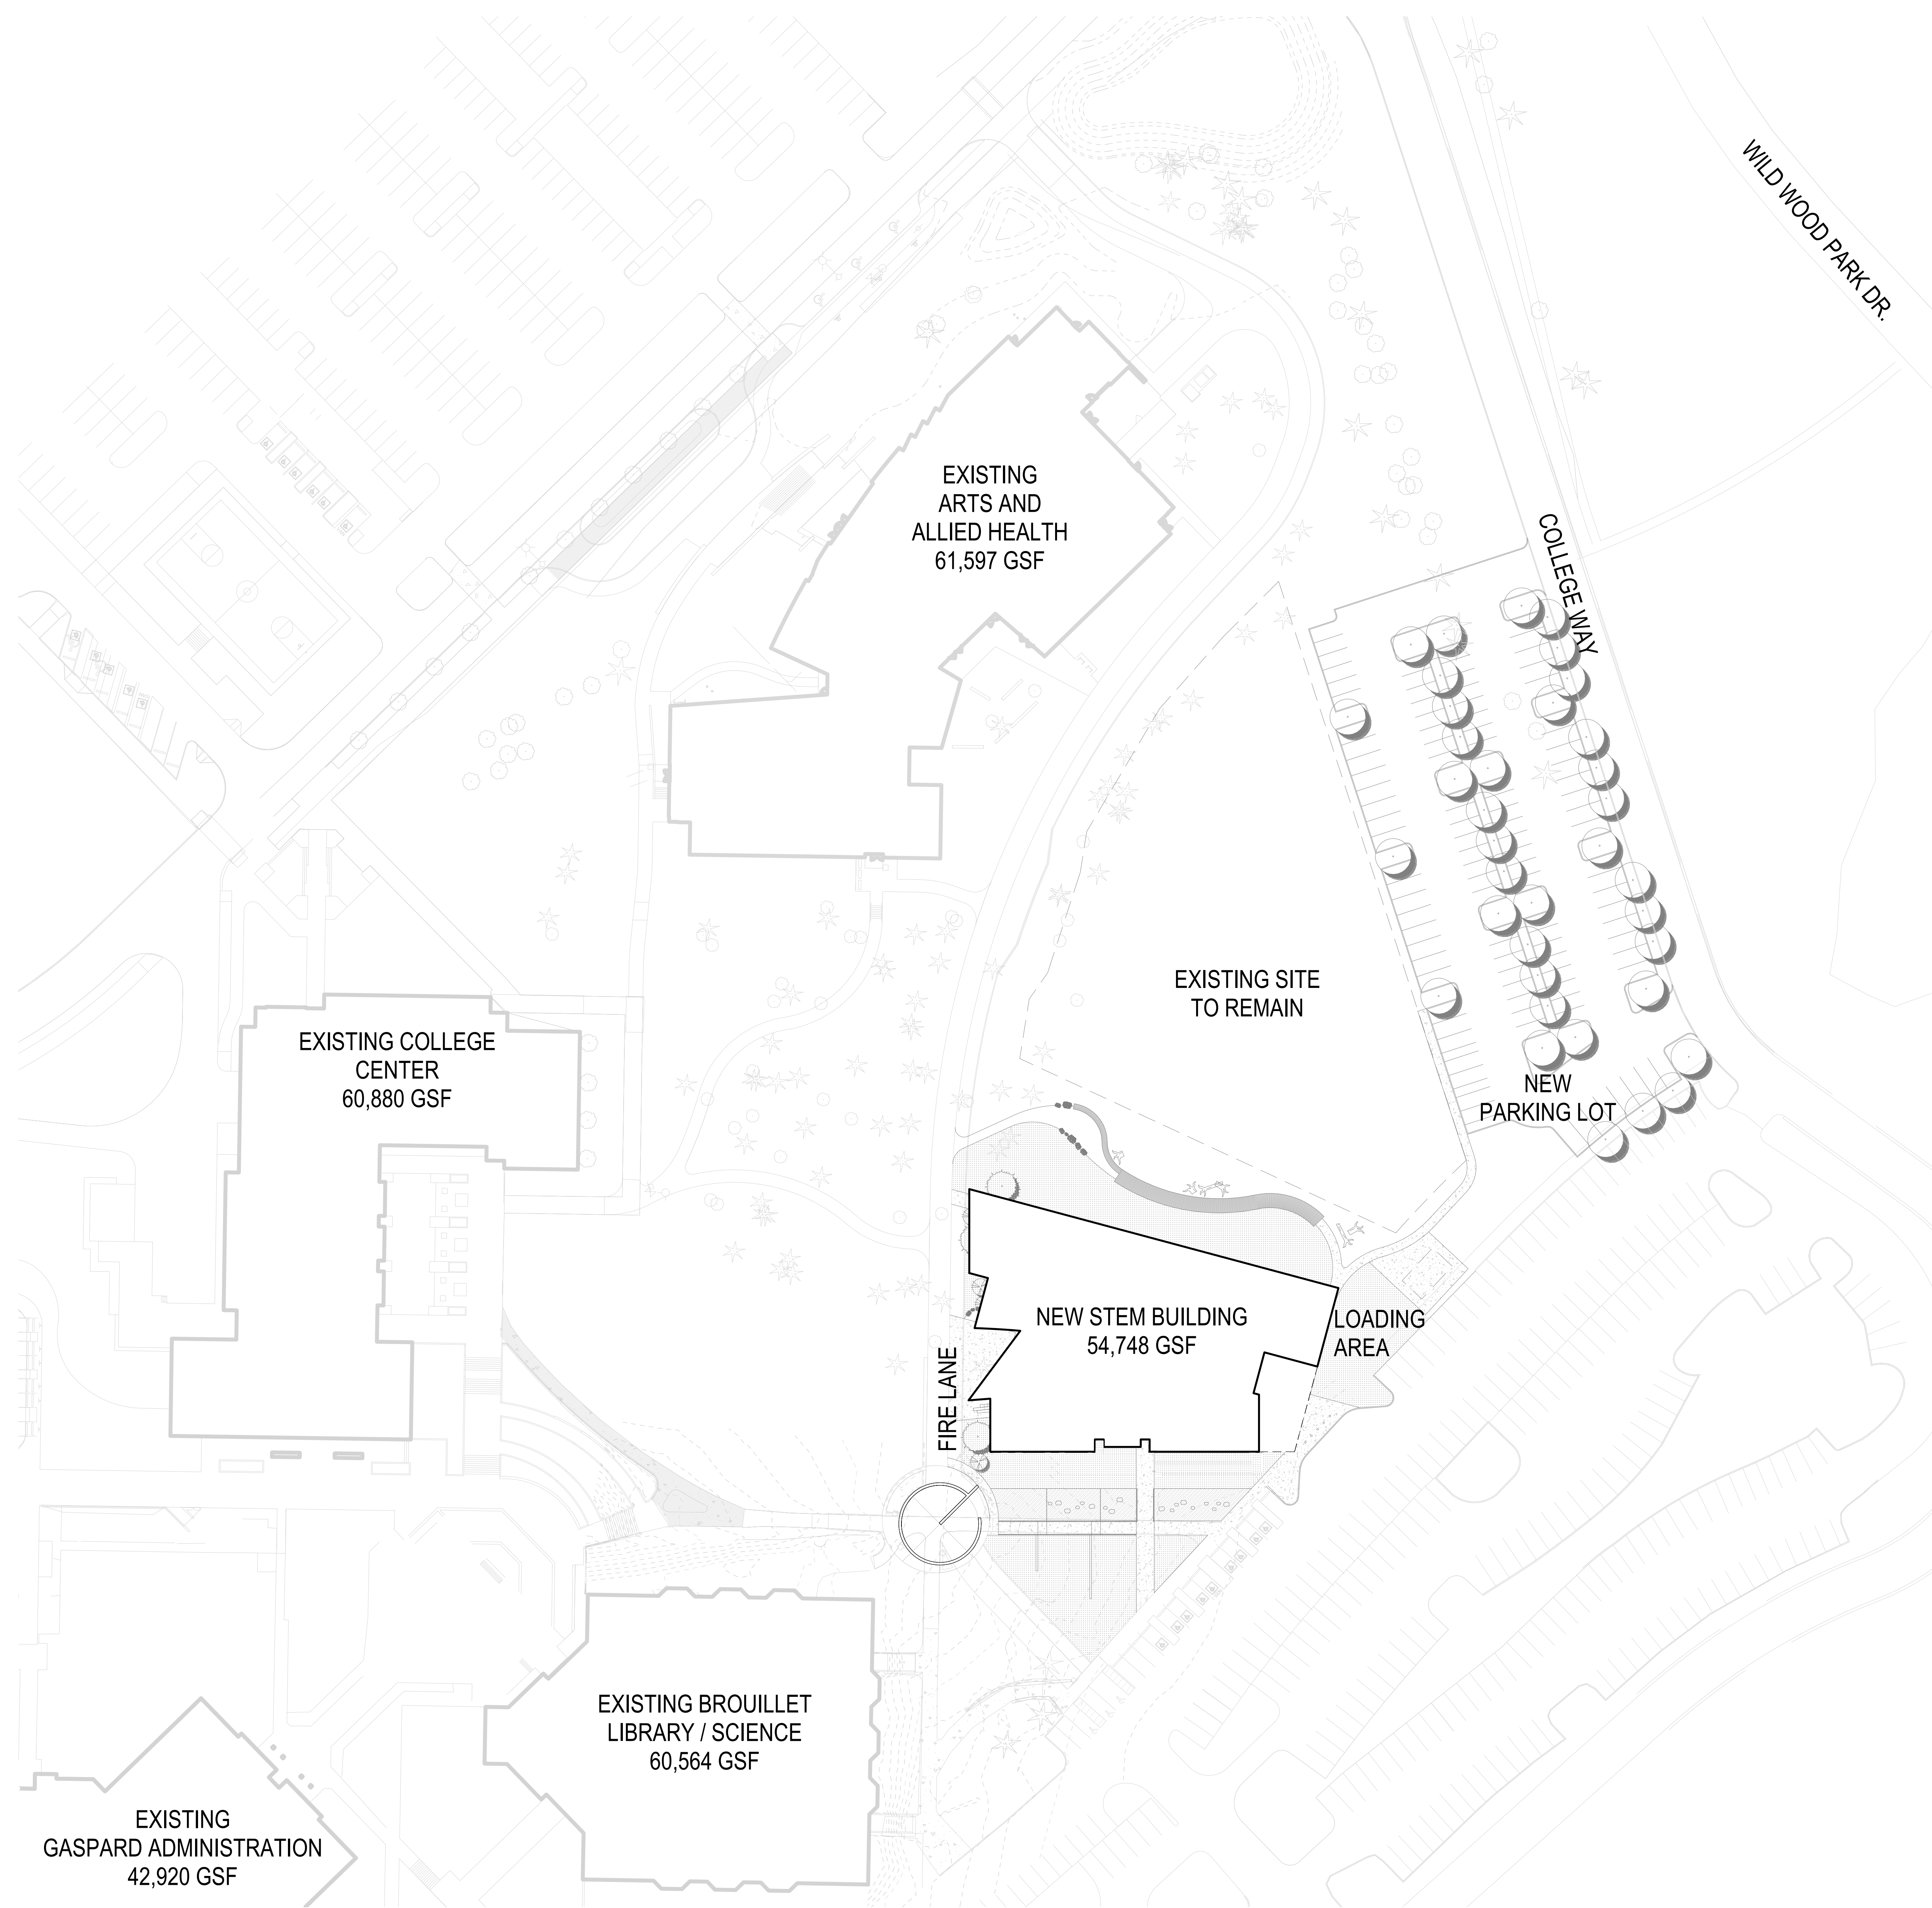 WILD WOOD PARK DR.
EXISTING
ARTS AND
ALLIED HEALTH
61,597 GSF
COLLEGE WAY
EXISTING SITE
TO REMAIN
EXISTING COLLEGE
CENTER
60,880 GSF
NEW
PARKING LOT
NEW STEM BUILDING
54,748 GSF
LOADING
AREA
FIRE LANE
EXISTING BROUILLET
LIBRARY / SCIENCE
60,564 GSF
EXISTING
GASPARD ADMINISTRATION
42,920 GSF